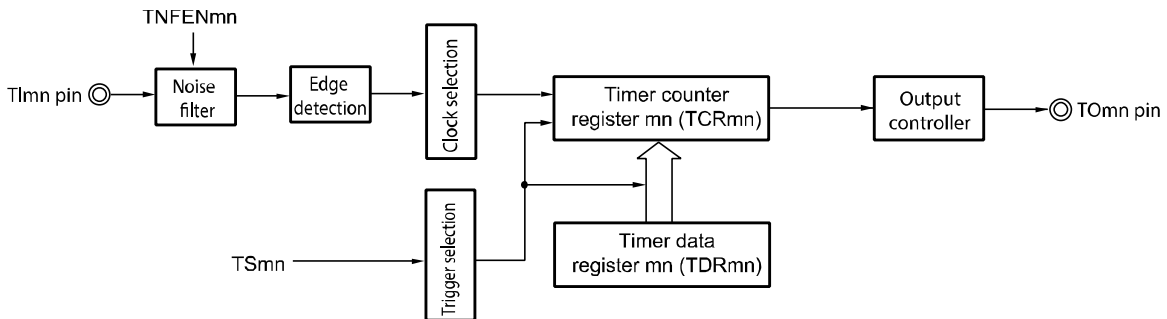 TNFENmn
TImn pin
Noise
filter
Edge
detection
Clock selection
Timer counter
register mn (TCRmn)
Output
controller
TOmn pin
TSmn
Trigger selection
Timer data
register mn (TDRmn)